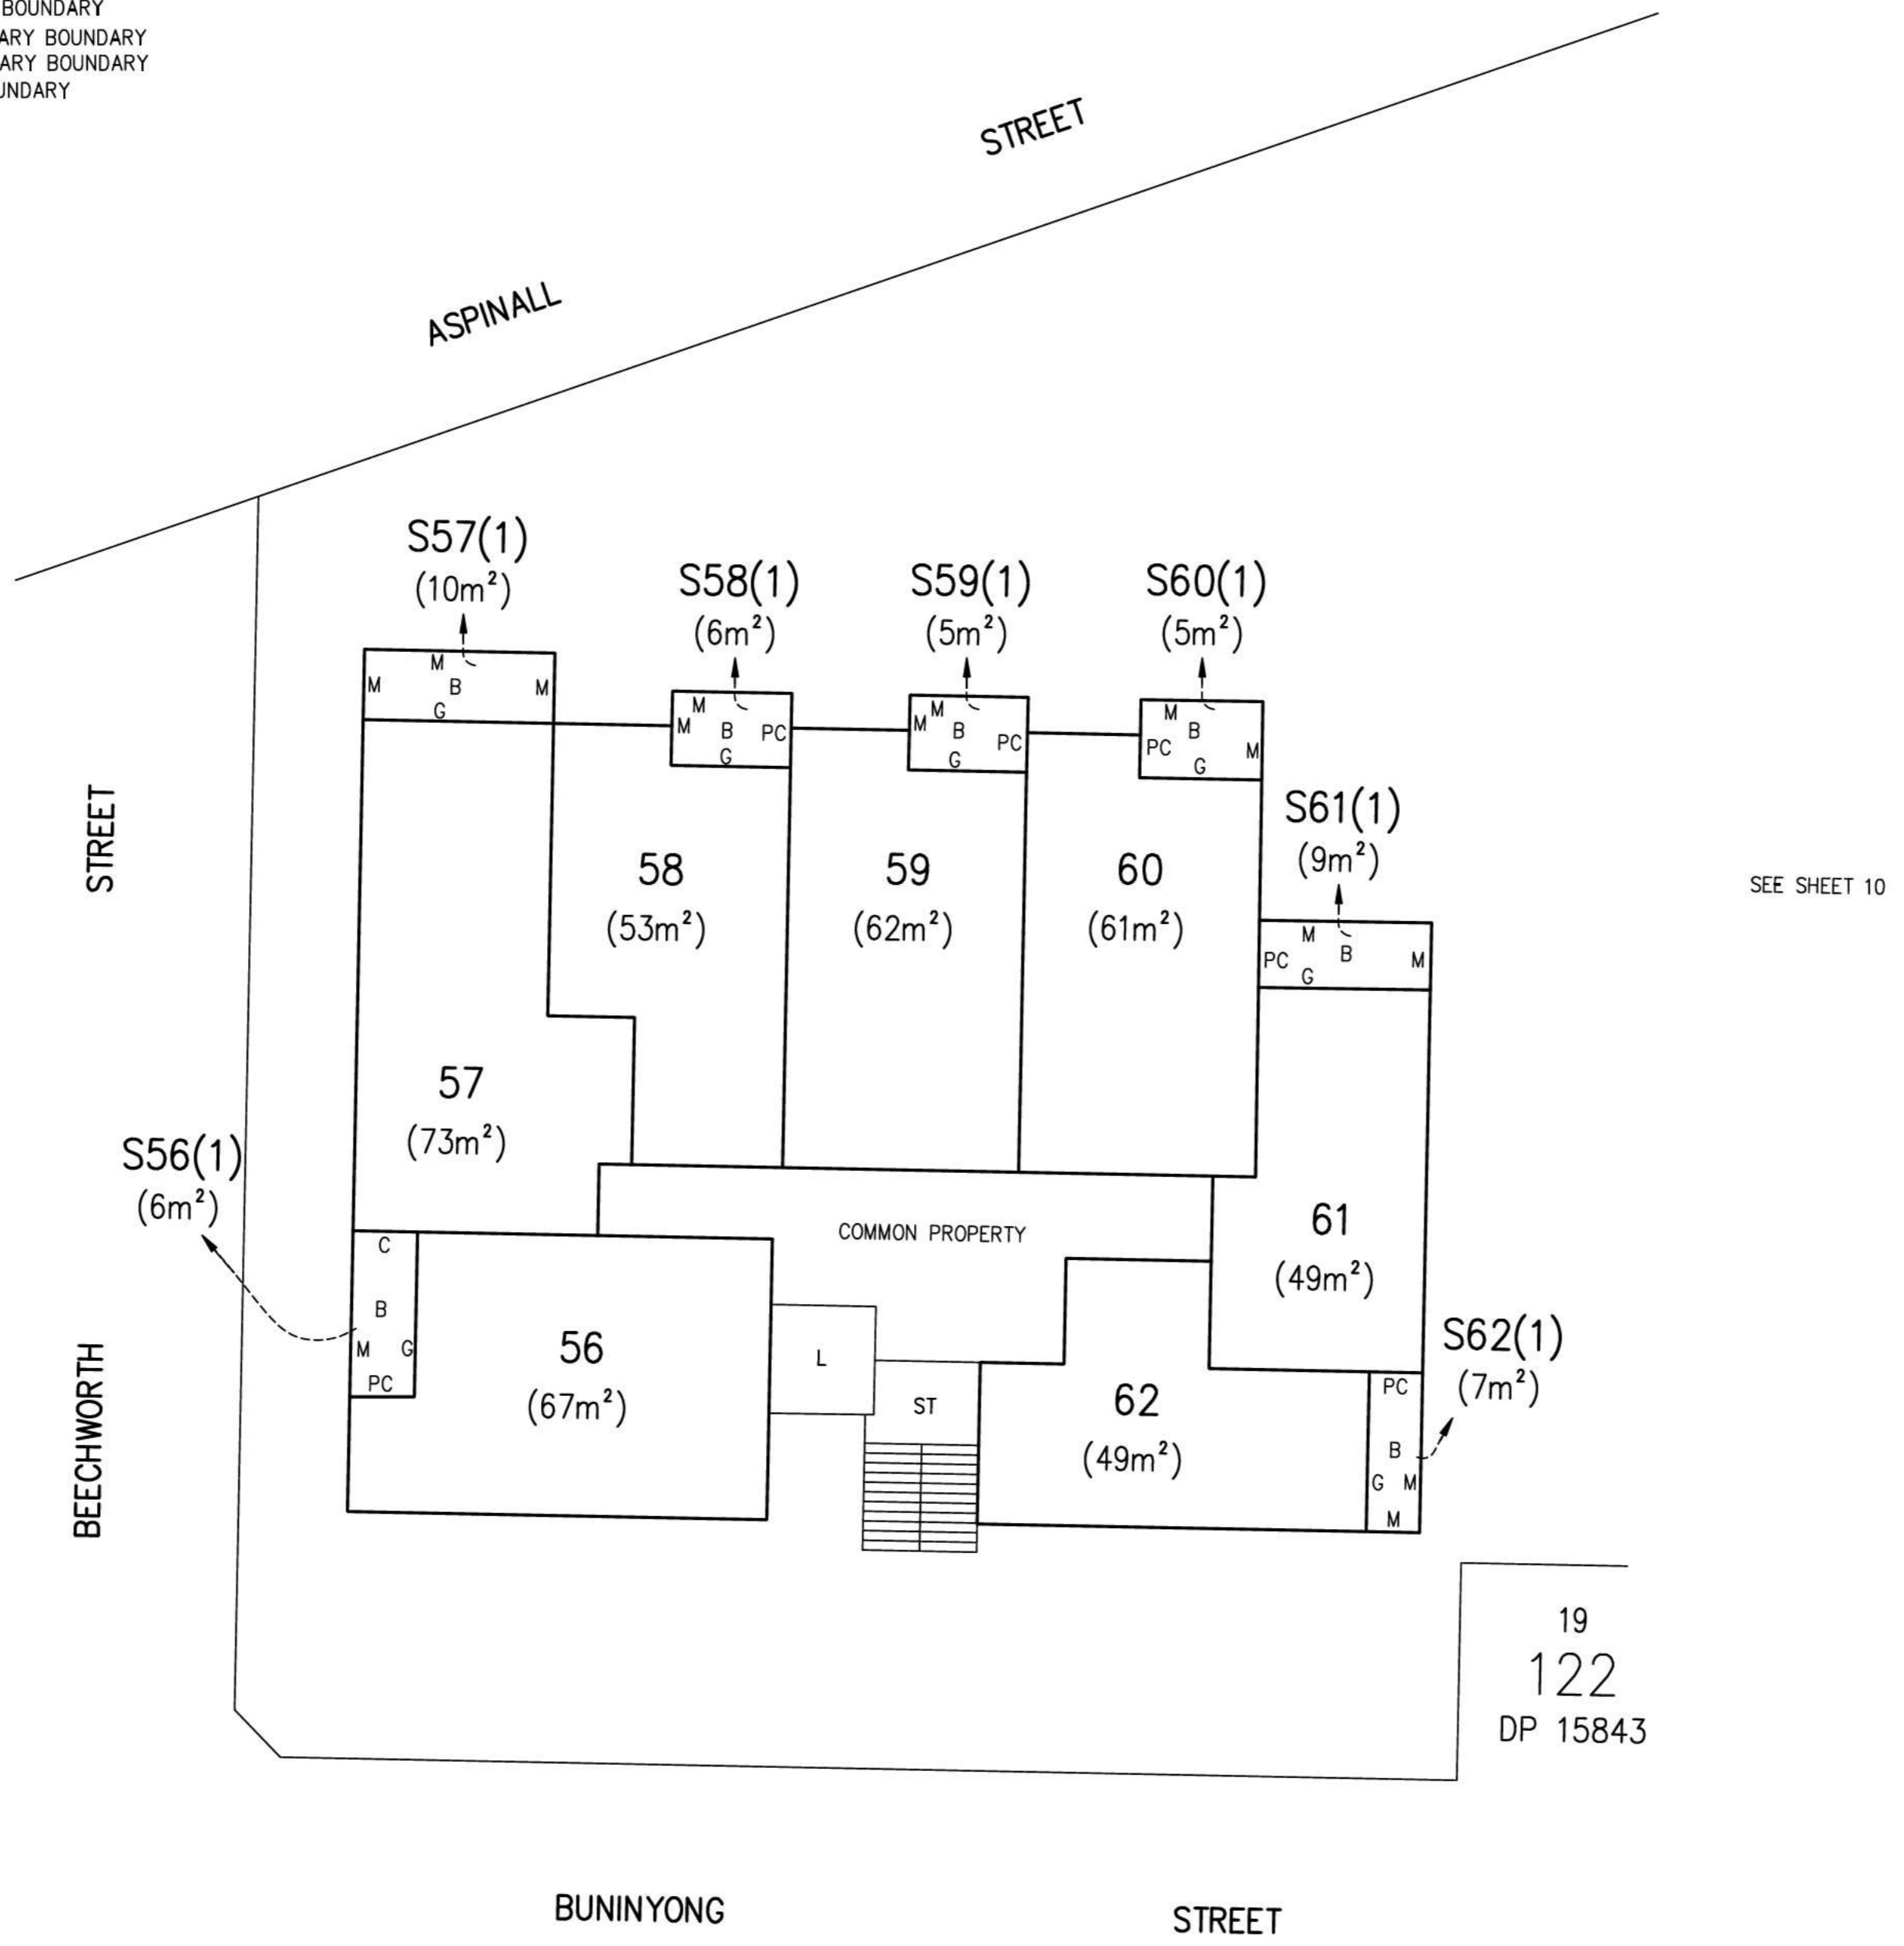 BOUNDARY
ARY BOUNDARY
ARY BOUNDARY
UNDARY
STREET
ASPINALL
S57(1)
(10m²)
S58(1)
(6m²)
S59(1)
(5m²)
S60(1)
(5m²)
M
M B M
G
M
M B PC
G
M
M B PC
G
M
PC B M
G
S61(1)
(9m²)
STREET
58
(53m²)
59
(62m²)
60
(61m²)
SEE SHEET 10
M
PC B M
G
57
(73m²)
S56(1)
(6m²)
COMMON PROPERTY
61
(49m²)
C
B
M G
PC
56
(67m²)
L
ST
62
(49m²)
S62(1)
(7m²)
PC
B
G M
M
BEECHWORTH
19
122
DP 15843
BUNINYONG STREET